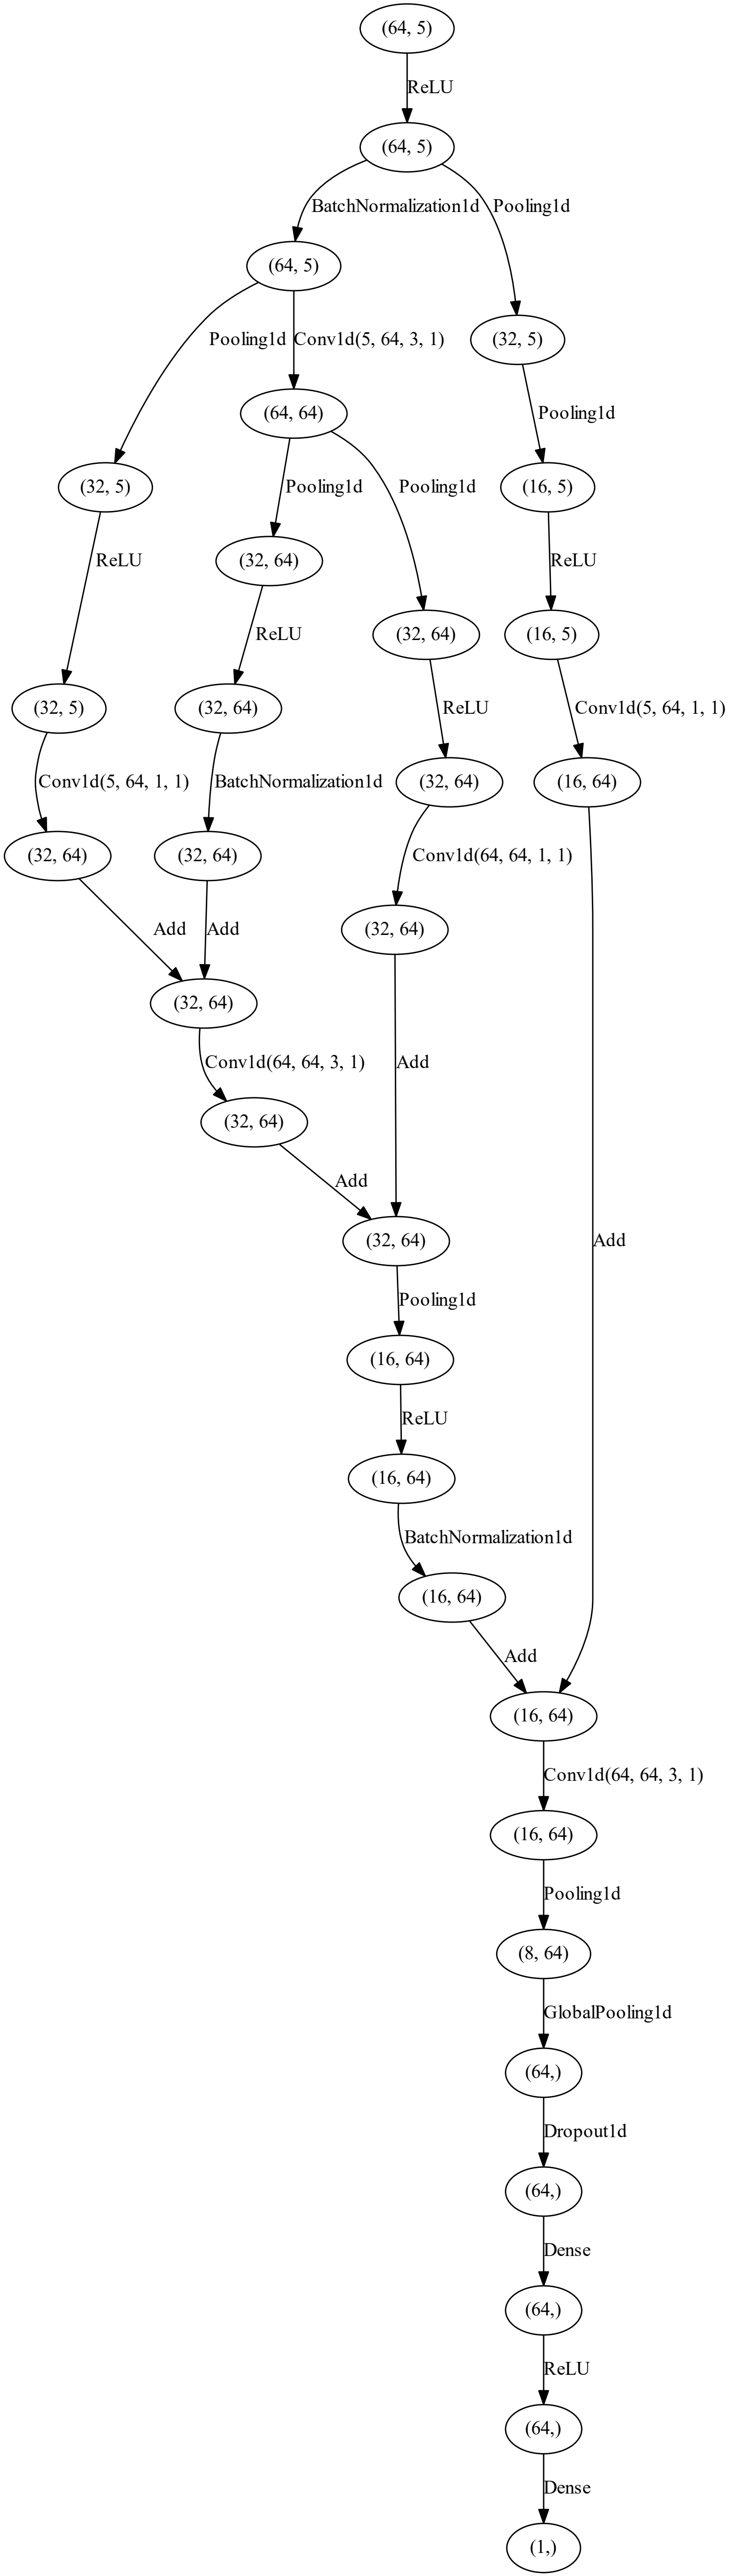 (64, 5)
ReLU
(64, 5)
BatchNormalization1d
Pooling1d
(64, 5)
Pooling1d
Conv1d(5, 64, 3, 1)
(32, 5)
(64, 64)
Pooling1d
(32, 5)
Pooling1d
Pooling1d
(16, 5)
(32, 64)
ReLU
ReLU
(32, 64)
ReLU
(16, 5)
(32, 5)
(32, 64)
ReLU
Conv1d(5, 64, 1, 1)
Conv1d(5, 64, 1, 1)
BatchNormalization1d
(32, 64)
(16, 64)
(32, 64)
(32, 64)
Conv1d(64, 64, 1, 1)
Add
Add
(32, 64)
(32, 64)
Conv1d(64, 64, 3, 1)
Add
(32, 64)
Add
(32, 64)
Add
Pooling1d
(16, 64)
ReLU
(16, 64)
BatchNormalization1d
(16, 64)
Add
(16, 64)
Conv1d(64, 64, 3, 1)
(16, 64)
Pooling1d
(8, 64)
GlobalPooling1d
(64,)
Dropout1d
(64,)
Dense
(64,)
ReLU
(64,)
Dense
(1,)